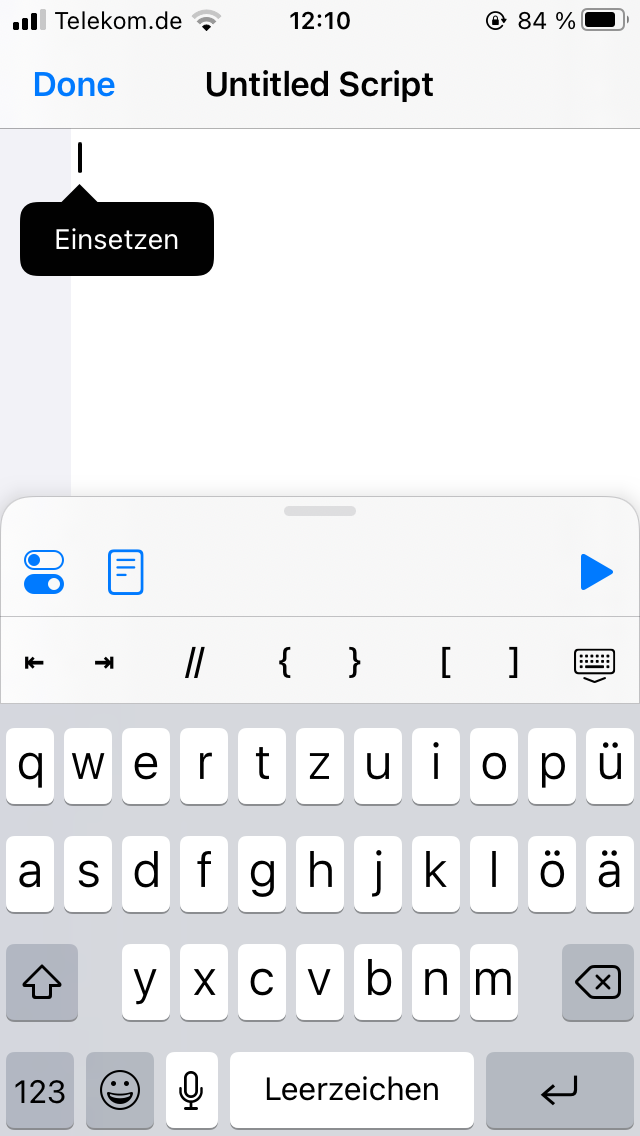 Telekom.de 12:10 84 %
Done Untitled Script
Einsetzen
// { } [ ]
q w e r t z u i o p ü
a s d f g h j k l ö ä
y x c v b n m
123 Leerzeichen